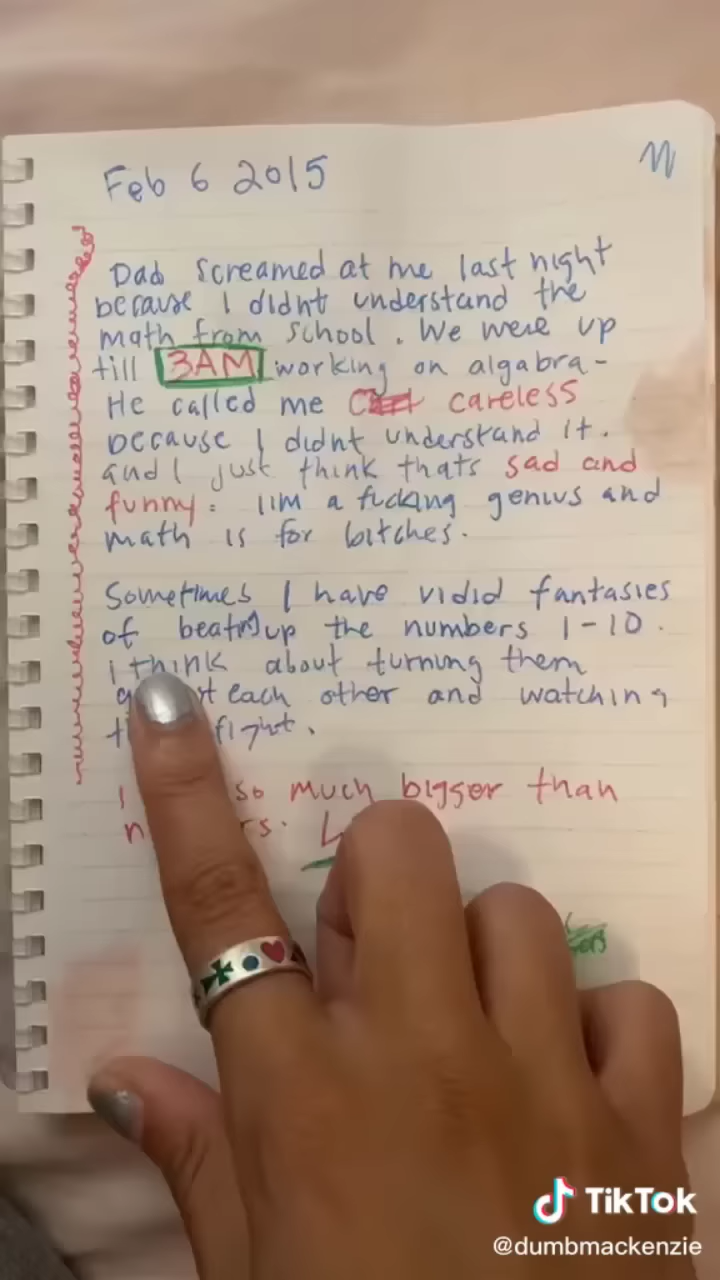 Feb 6 2015
M
Dad screamed at me last night
because I didnt understand the
math from school. We were up
till 3AM working on algabra-
He called me careless
because I didnt understand it.
and I just think thats sad and
funny. IIm a fucking genius and
math is for bitches.
Sometimes I have vidid fantasies
of beating up the numbers 1-10.
i think about turning them
each other and watching
fight.
I so much bigger than
TikTok
@dumbmackenzie